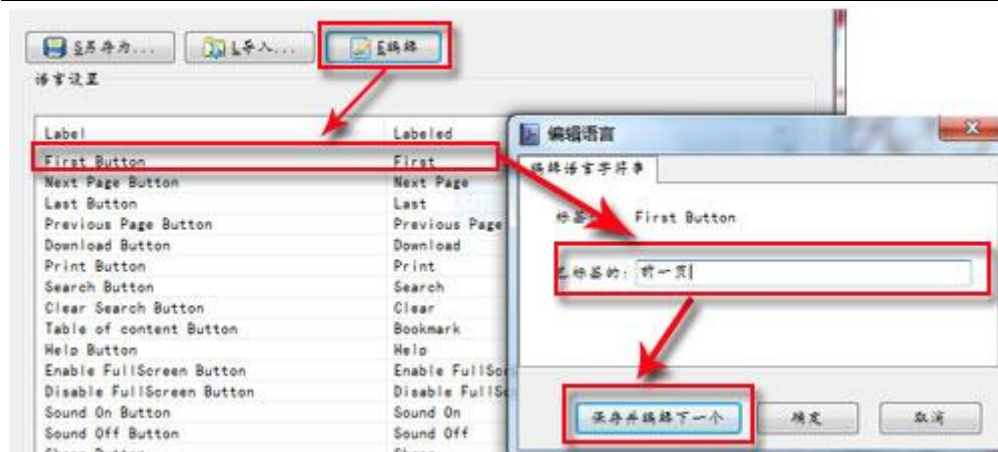 S另存为... L导入... E编辑
语言设置
Label Labeled
First Button First
Next Page Button Next Page
Last Button Last
Previous Page Button Previous Page
Download Button Download
Print Button Print
Search Button Search
Clear Search Button Clear
Table of content Button Bookmark
Help Button Help
Enable FullScreen Button
Disable FullScreen Button
Sound On Button Sound On
Sound Off Button Sound Off
编辑语言
编辑语言字符串
First Button
已标签的: 前一页
保存并编辑下一个 确定 取消